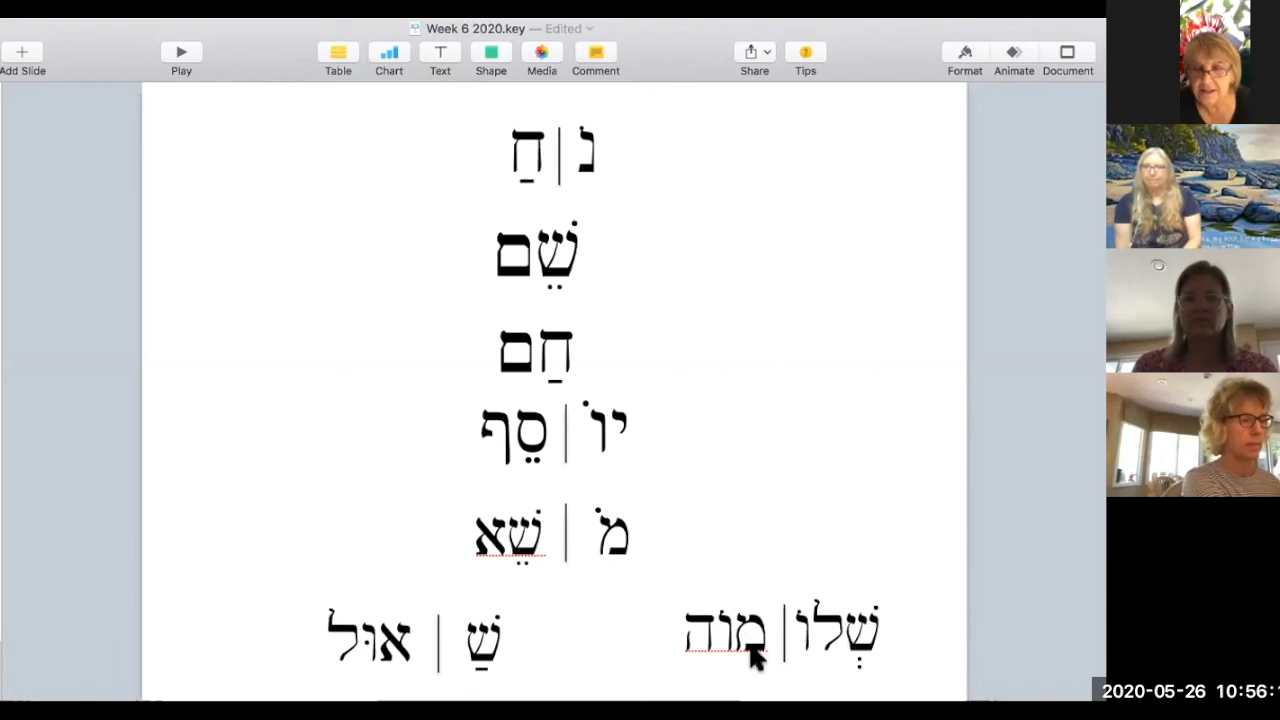 Week 6 2020.key — Edited
Add Slide Play Table Chart Text Shape Media Comment Share Tips Format Animate Document
נֹ | חַ
שֵׁם
חַם
יוֹ | סֵף
מֹ | שֵׁא
שְׁלוֹ | מוֹה
שַׁ | אוּל
2020-05-26 10:56: